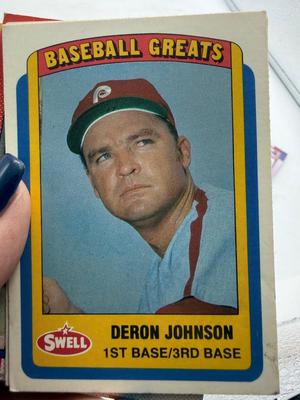 BASEBALL GREATS
P
SWELL
DERON JOHNSON
1ST BASE/3RD BASE